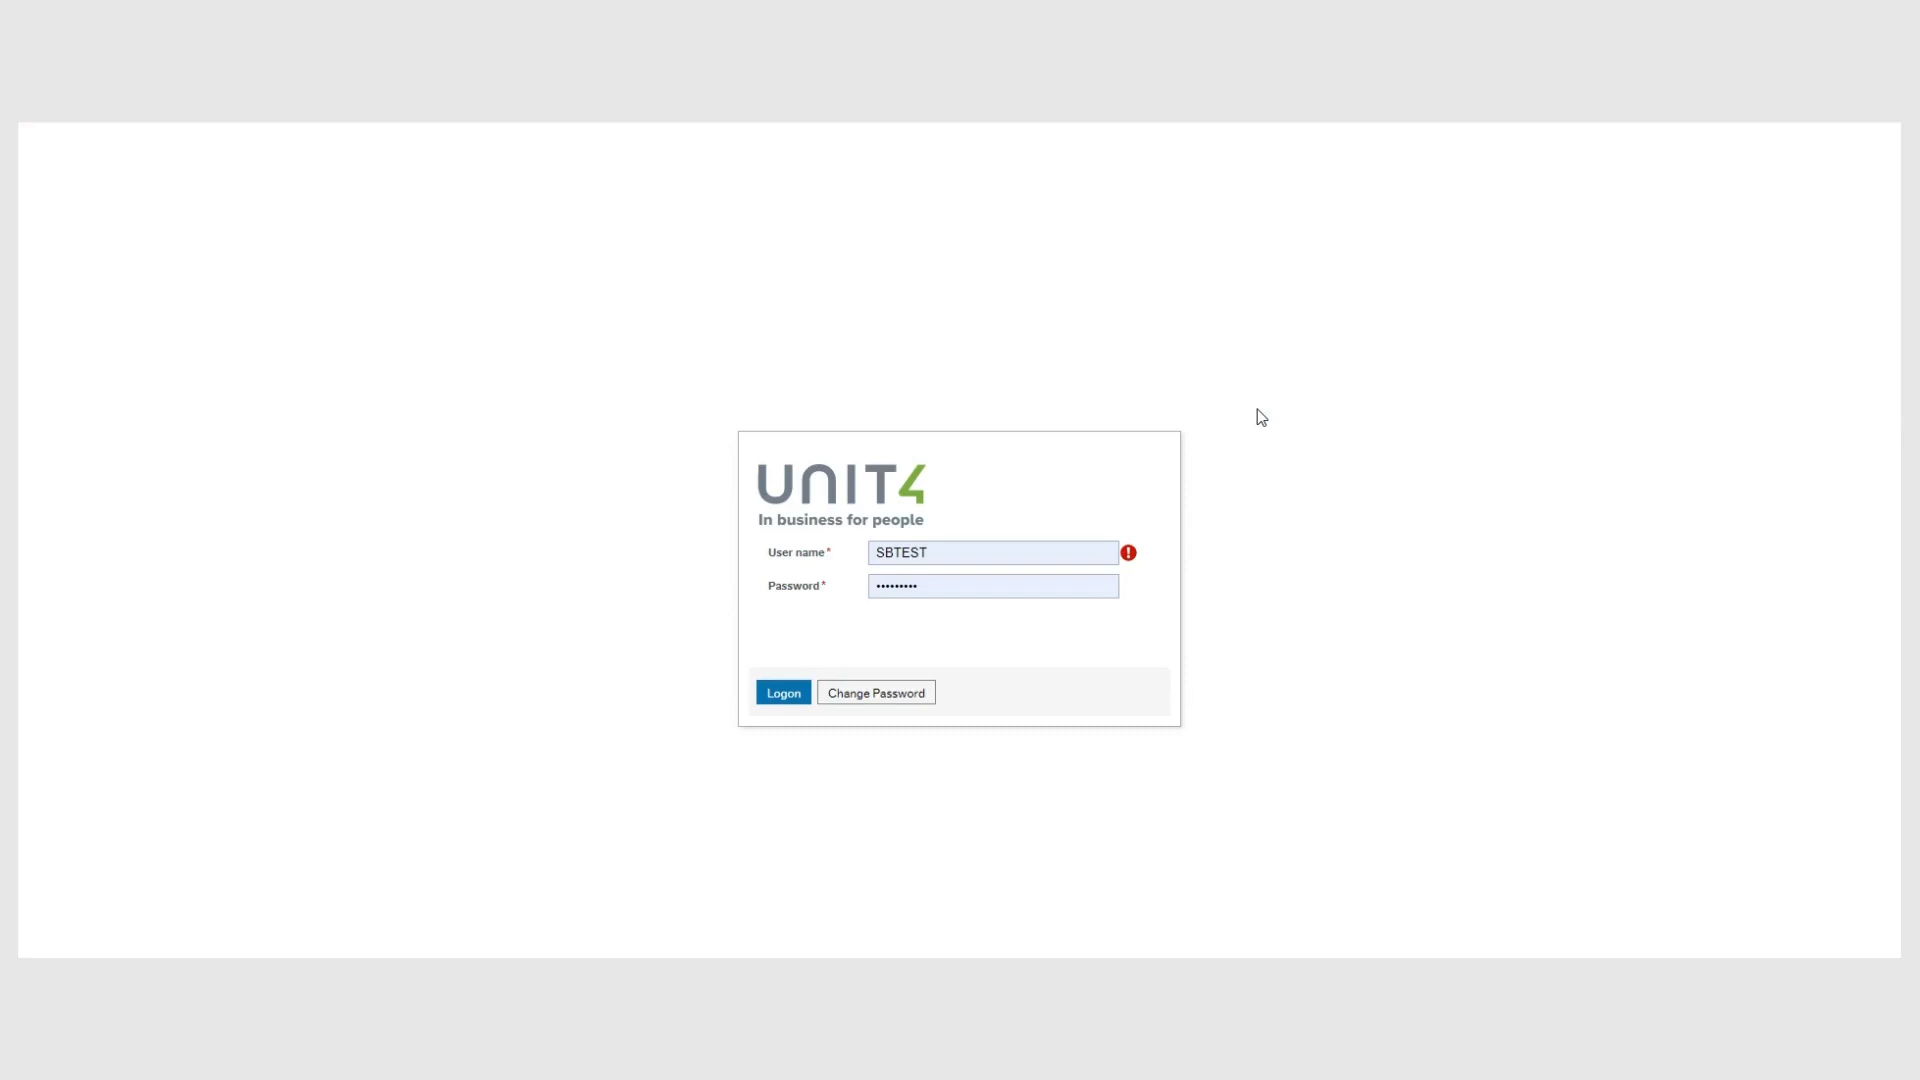 UNIT4
In business for people
User name* SBTEST
Password* •••••••••
Logon Change Password